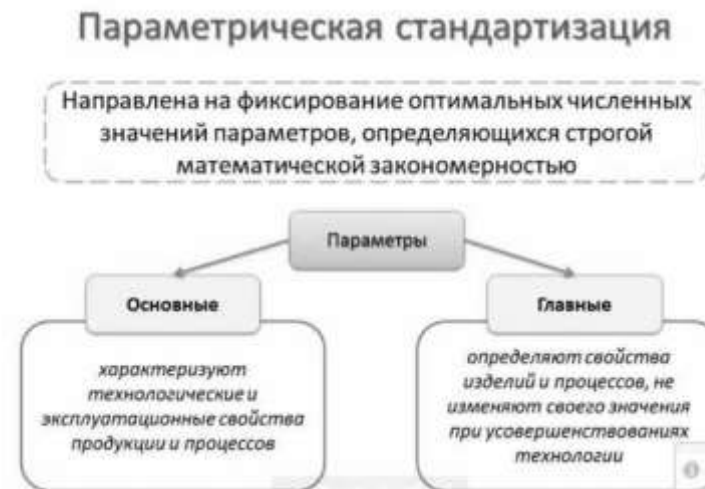 Параметрическая стандартизация
Направлена на фиксирование оптимальных численных
значений параметров, определяющихся строгой
математической закономерностью
Параметры
Основные
характеризуют
технологические и
эксплуатационные свойства
продукции и процессов
Главные
определяют свойства
изделий и процессов, не
изменяют своего значения
при усовершенствованиях
технологии